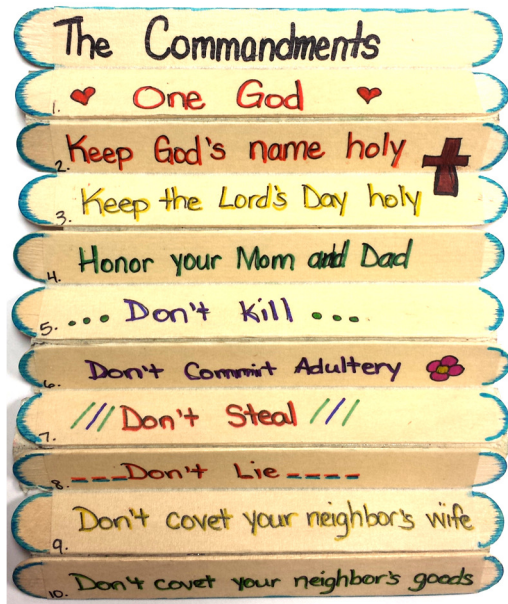 The Commandments
1. One God
2. Keep God's name holy
3. Keep the Lord's Day holy
4. Honor your Mom and Dad
5. ... Don't kill ...
6. Don't Commit Adultery
7. /// Don't Steal ///
8. ---Don't Lie----
9. Don't covet your neighbor's wife
10. Don't covet your neighbor's goods